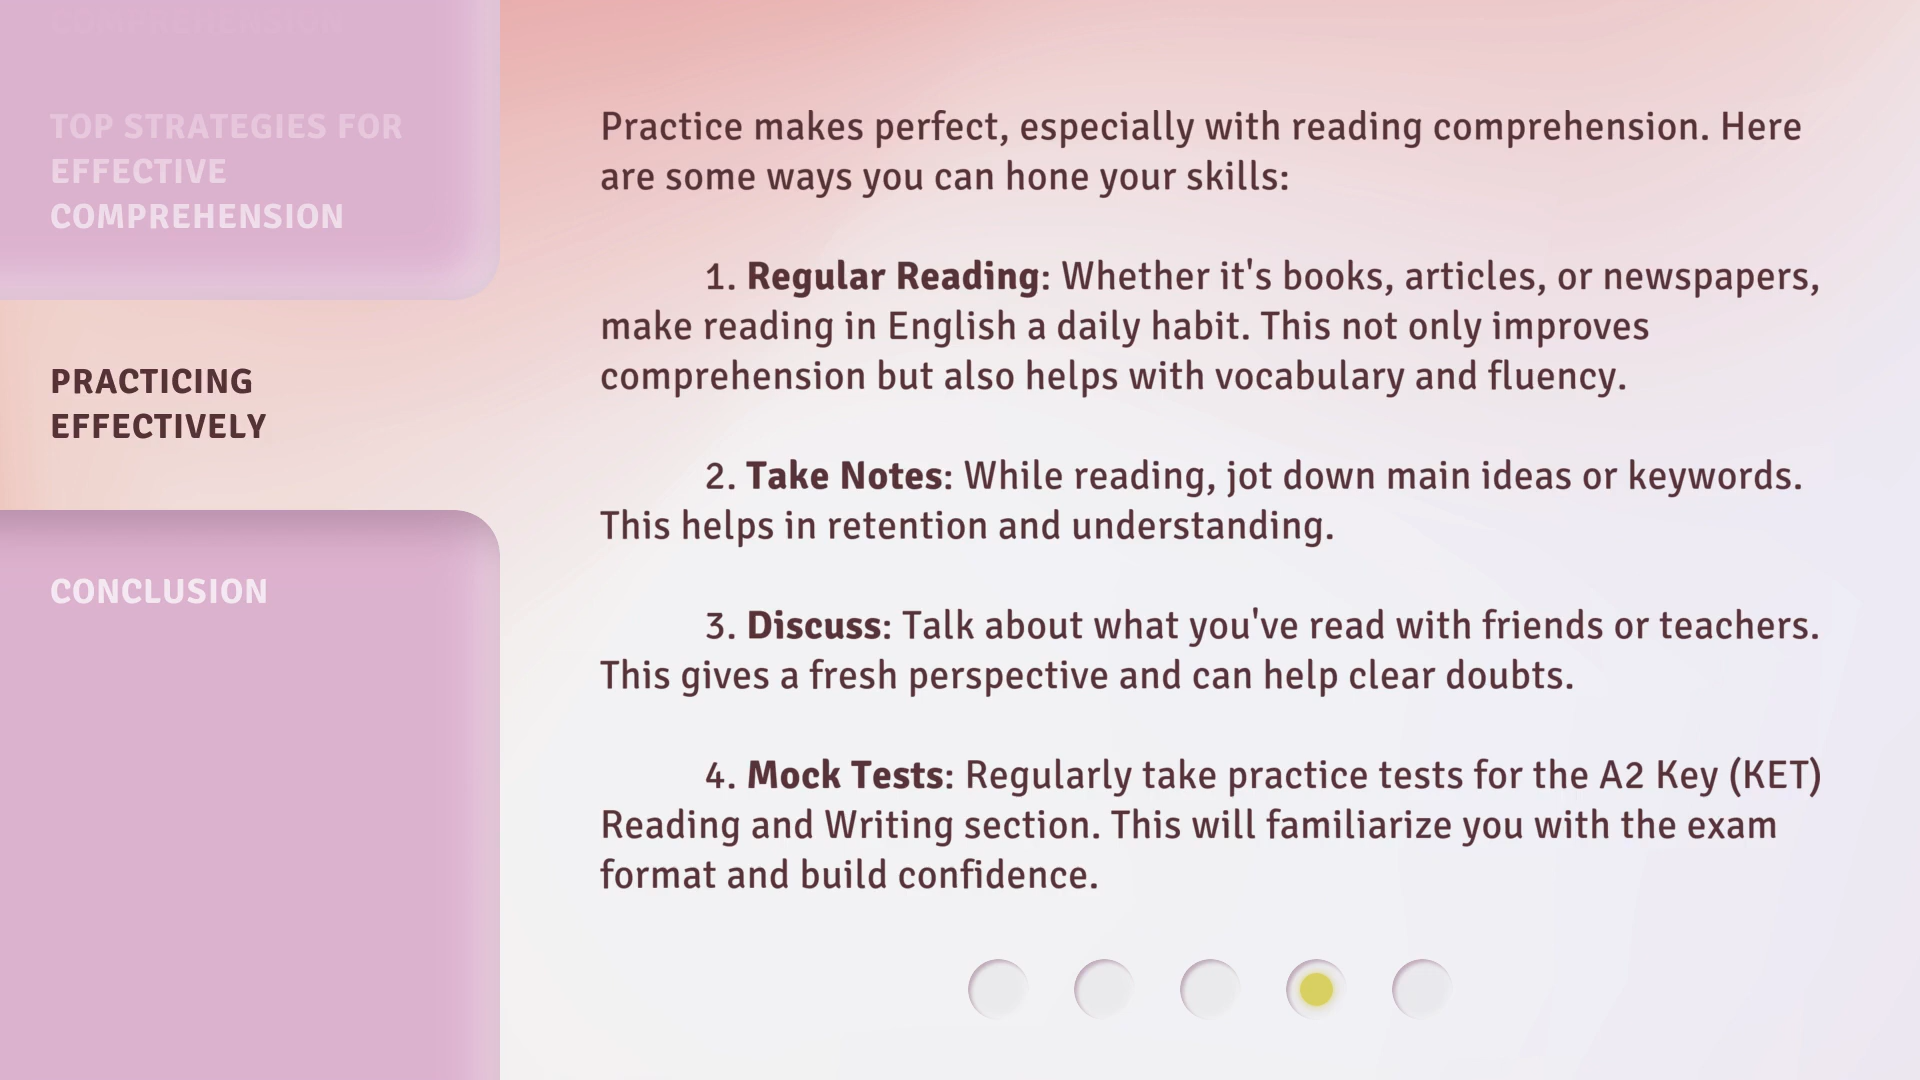 COMPREHENSION
TOP STRATEGIES FOR
EFFECTIVE
COMPREHENSION
PRACTICING
EFFECTIVELY
CONCLUSION
Practice makes perfect, especially with reading comprehension. Here
are some ways you can hone your skills:
1. Regular Reading: Whether it's books, articles, or newspapers,
make reading in English a daily habit. This not only improves
comprehension but also helps with vocabulary and fluency.
2. Take Notes: While reading, jot down main ideas or keywords.
This helps in retention and understanding.
3. Discuss: Talk about what you've read with friends or teachers.
This gives a fresh perspective and can help clear doubts.
4. Mock Tests: Regularly take practice tests for the A2 Key (KET)
Reading and Writing section. This will familiarize you with the exam
format and build confidence.